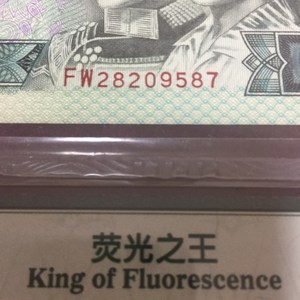 FW28209587
荧光之王
King of Fluorescence